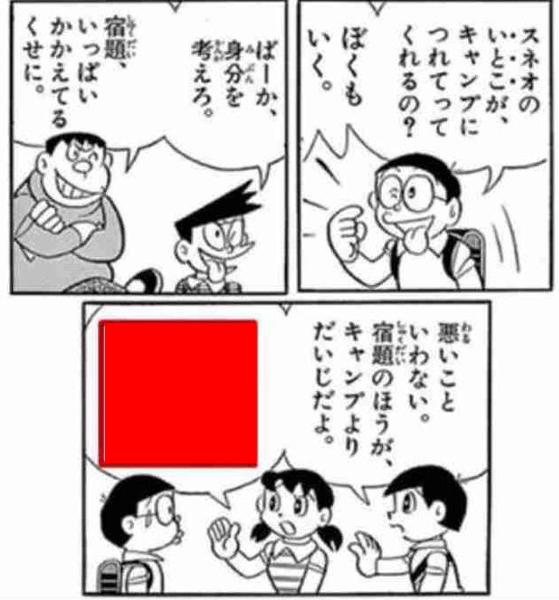 スネオの
いとこが、
キャンプに
つれてって
くれるの？
ぼくも
いく。
ばーか、
身分を
考えろ。
宿題、
いっぱい
かかえてる
くせに。
悪いこと
いわない。
宿題のほうが、
キャンプより
だいじだよ。